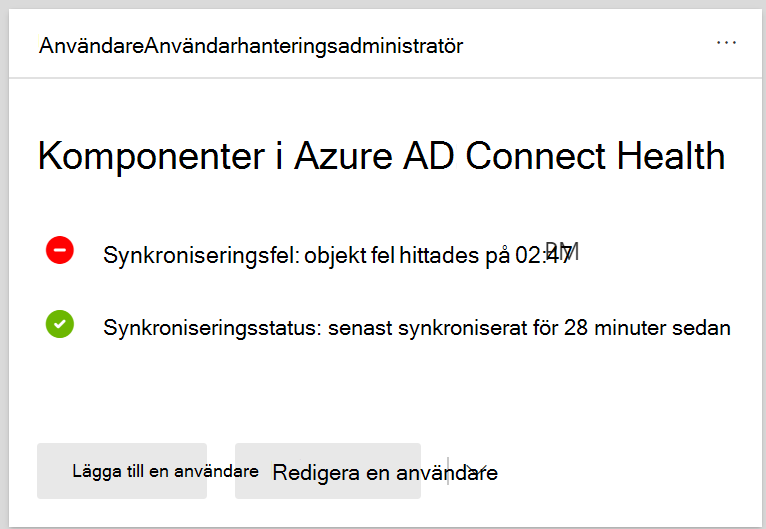 AnvändareAnvändarhanteringsadministratör
Komponenter i Azure AD Connect Health
Synkroniseringsfel: objekt fel hittades på 02:47 PM
Synkroniseringsstatus: senast synkroniserat för 28 minuter sedan
Lägga till en användare Redigera en användare